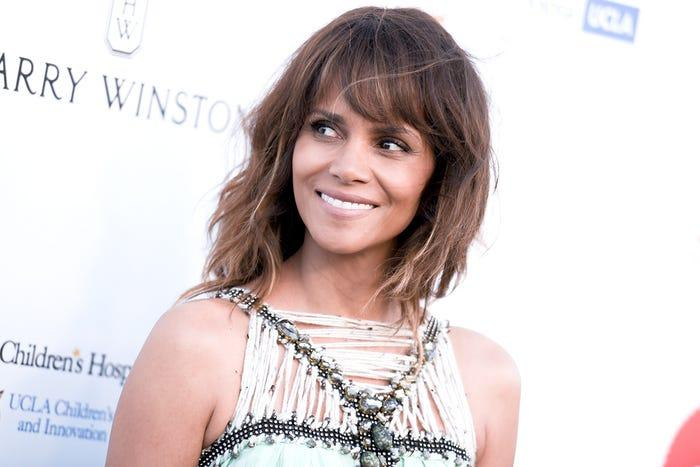 HW
ARRY WINSTON
UCLA
Children's Hosp
UCLA Children's
and Innovation